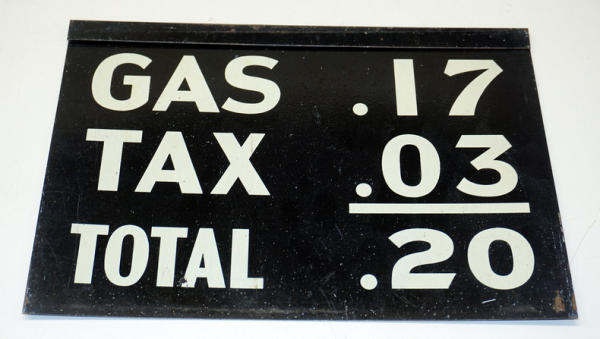 GAS .17
TAX .03
TOTAL .20